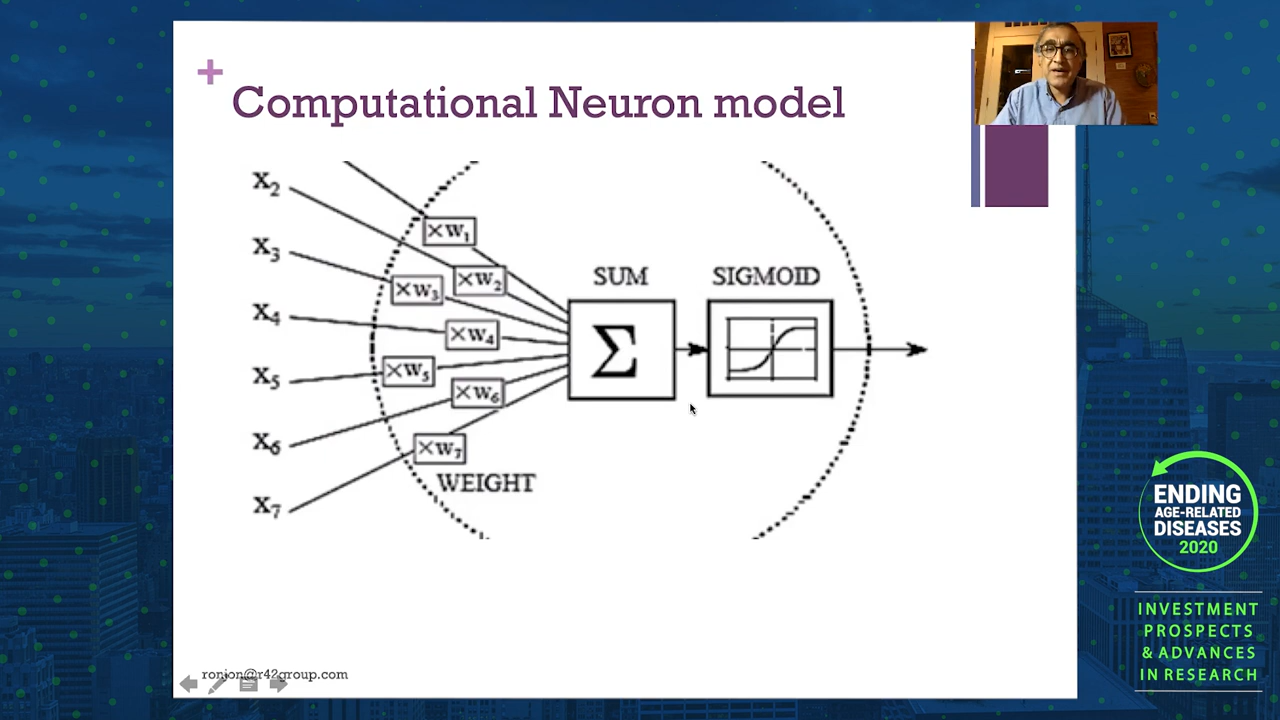 +
Computational Neuron model
X₂
X₃
X₄
X₅
X₆
X₇
×W₁
×W₂
×W₃
×W₄
×W₅
×W₆
×W₇
WEIGHT
SUM
Σ
SIGMOID
ronjon@r42group.com
ENDING
AGE-RELATED
DISEASES
2020
INVESTMENT
PROSPECTS
& ADVANCES
IN RESEARCH